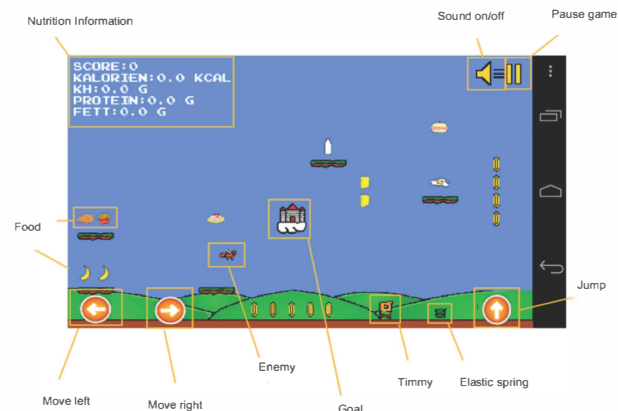 Nutrition Information
Sound on/off
Pause game
SCORE:0
KALORIEN:0.0 KCAL
KH:0.0 G
PROTEIN:0.0 G
FETT:0.0 G
Food
Jump
Enemy
Timmy
Elastic spring
Move left
Move right
Goal